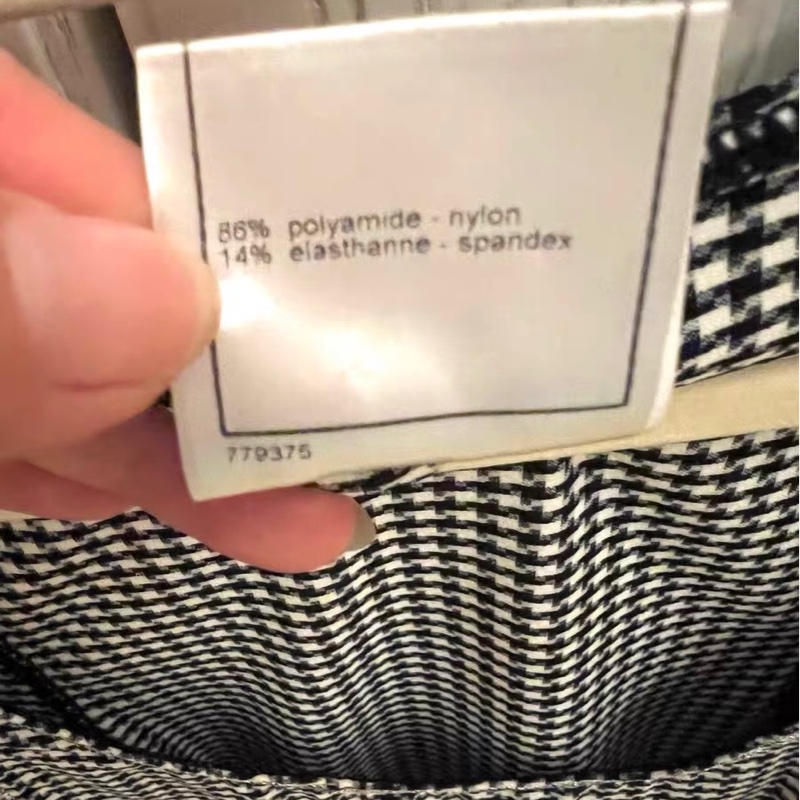 86% polyamide - nylon
14% elasthanne - spandex
779375